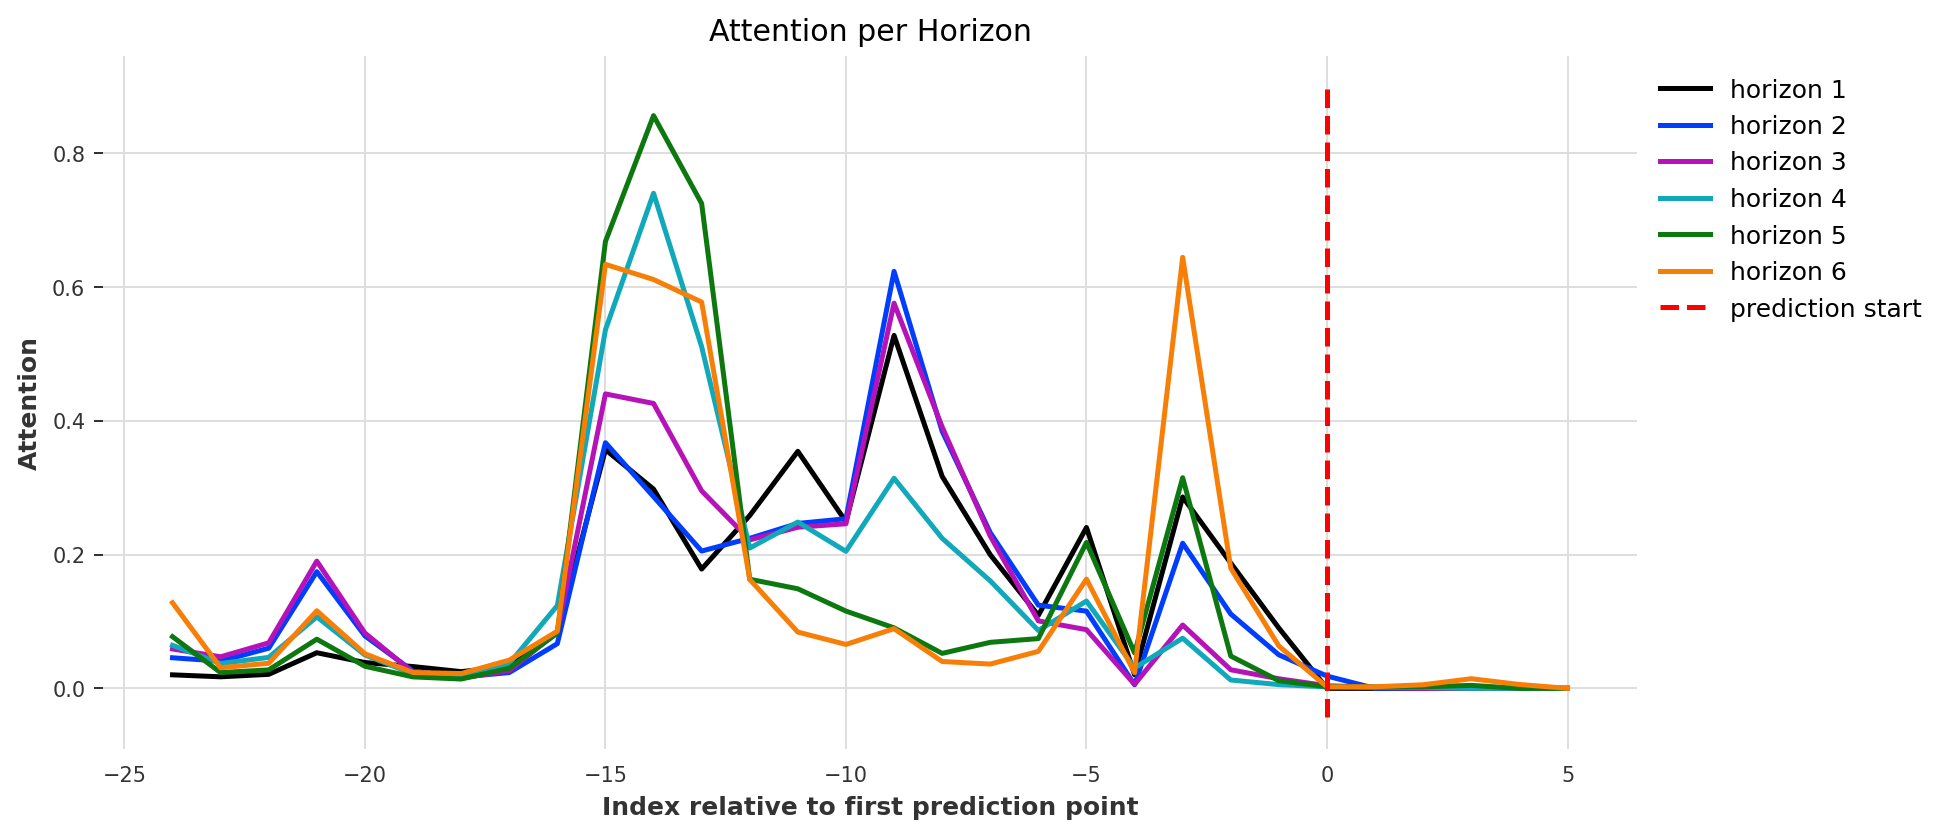 Attention per Horizon
horizon 1
horizon 2
horizon 3
horizon 4
horizon 5
horizon 6
prediction start
Attention
0.8
0.6
0.4
0.2
0.0
−25
−20
−15
−10
−5
0
5
Index relative to first prediction point